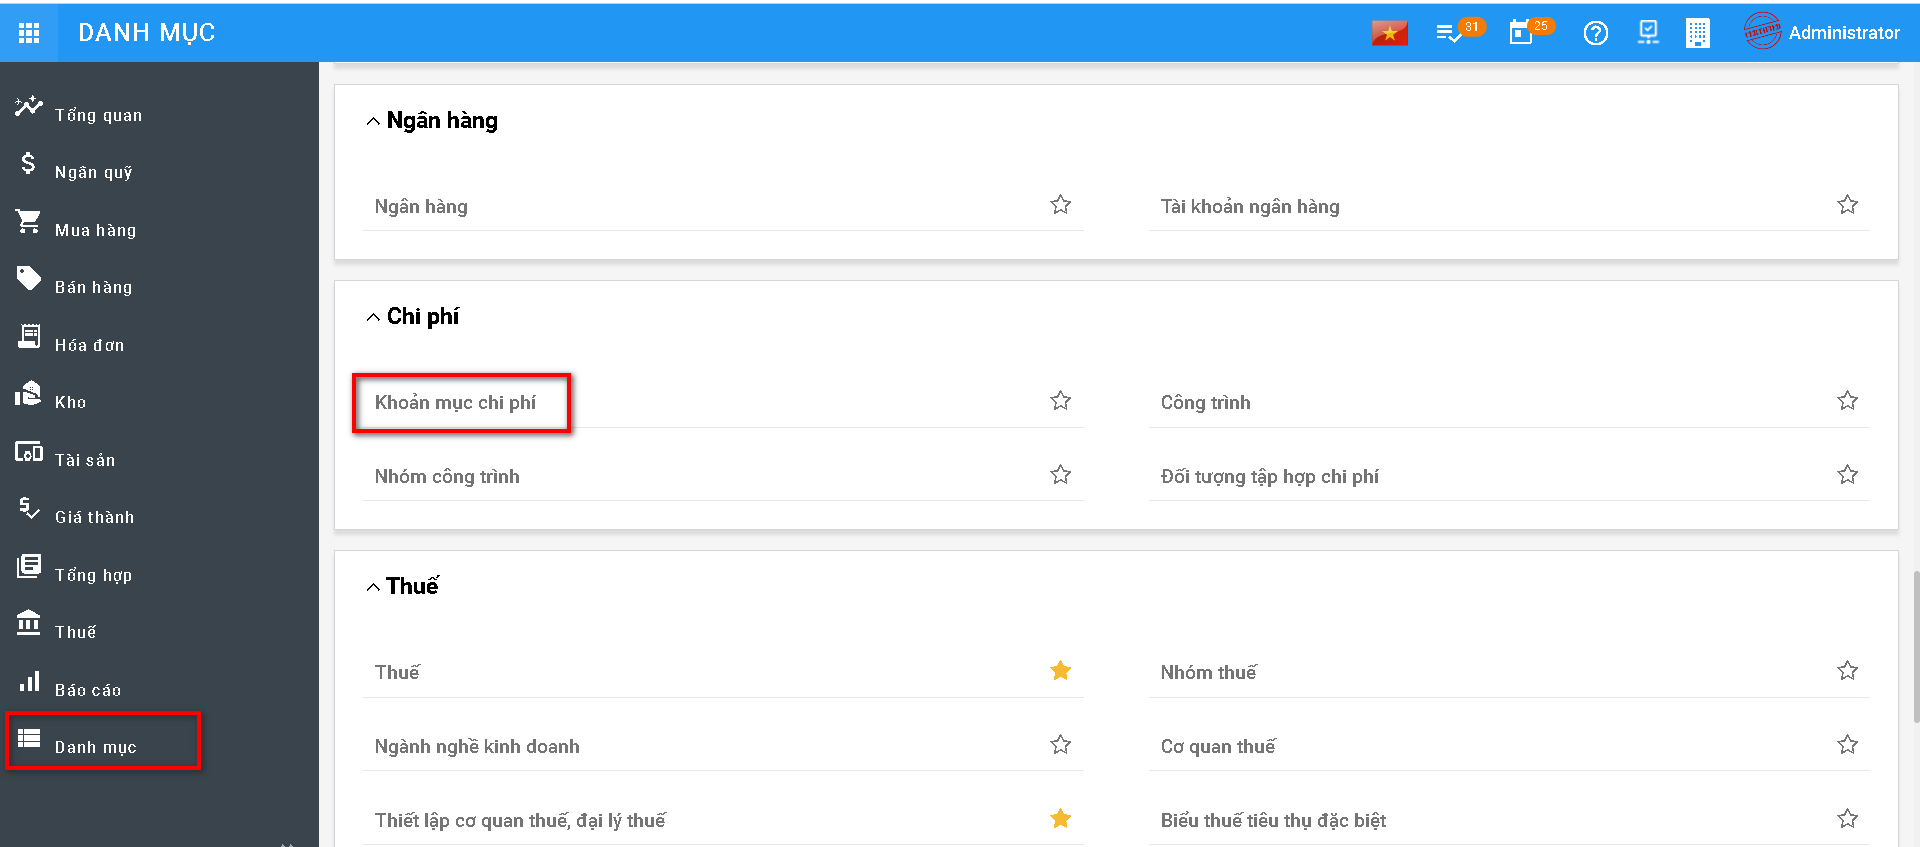 DANH MỤC
31
25
CERTIFIED
Administrator
Tổng quan
Ngân quỹ
Mua hàng
Bán hàng
Hóa đơn
Kho
Tài sản
Giá thành
Tổng hợp
Thuế
Báo cáo
Danh mục
Ngân hàng
Ngân hàng
Tài khoản ngân hàng
Chi phí
Khoản mục chi phí
Công trình
Nhóm công trình
Đối tượng tập hợp chi phí
Thuế
Thuế
Nhóm thuế
Ngành nghề kinh doanh
Cơ quan thuế
Thiết lập cơ quan thuế, đại lý thuế
Biểu thuế tiêu thụ đặc biệt